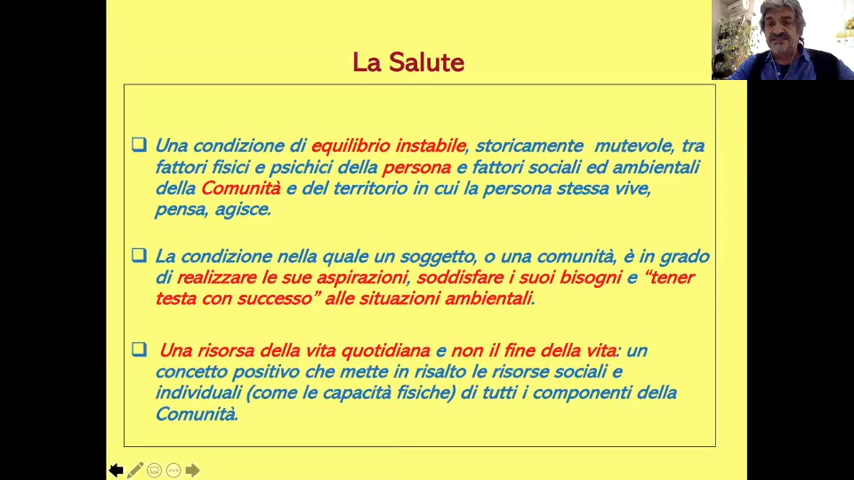 La Salute
Una condizione di equilibrio instabile, storicamente mutevole, tra
fattori fisici e psichici della persona e fattori sociali ed ambientali
della Comunità e del territorio in cui la persona stessa vive,
pensa, agisce.
La condizione nella quale un soggetto, o una comunità, è in grado
di realizzare le sue aspirazioni, soddisfare i suoi bisogni e “tener
testa con successo” alle situazioni ambientali.
Una risorsa della vita quotidiana e non il fine della vita: un
concetto positivo che mette in risalto le risorse sociali e
individuali (come le capacità fisiche) di tutti i componenti della
Comunità.